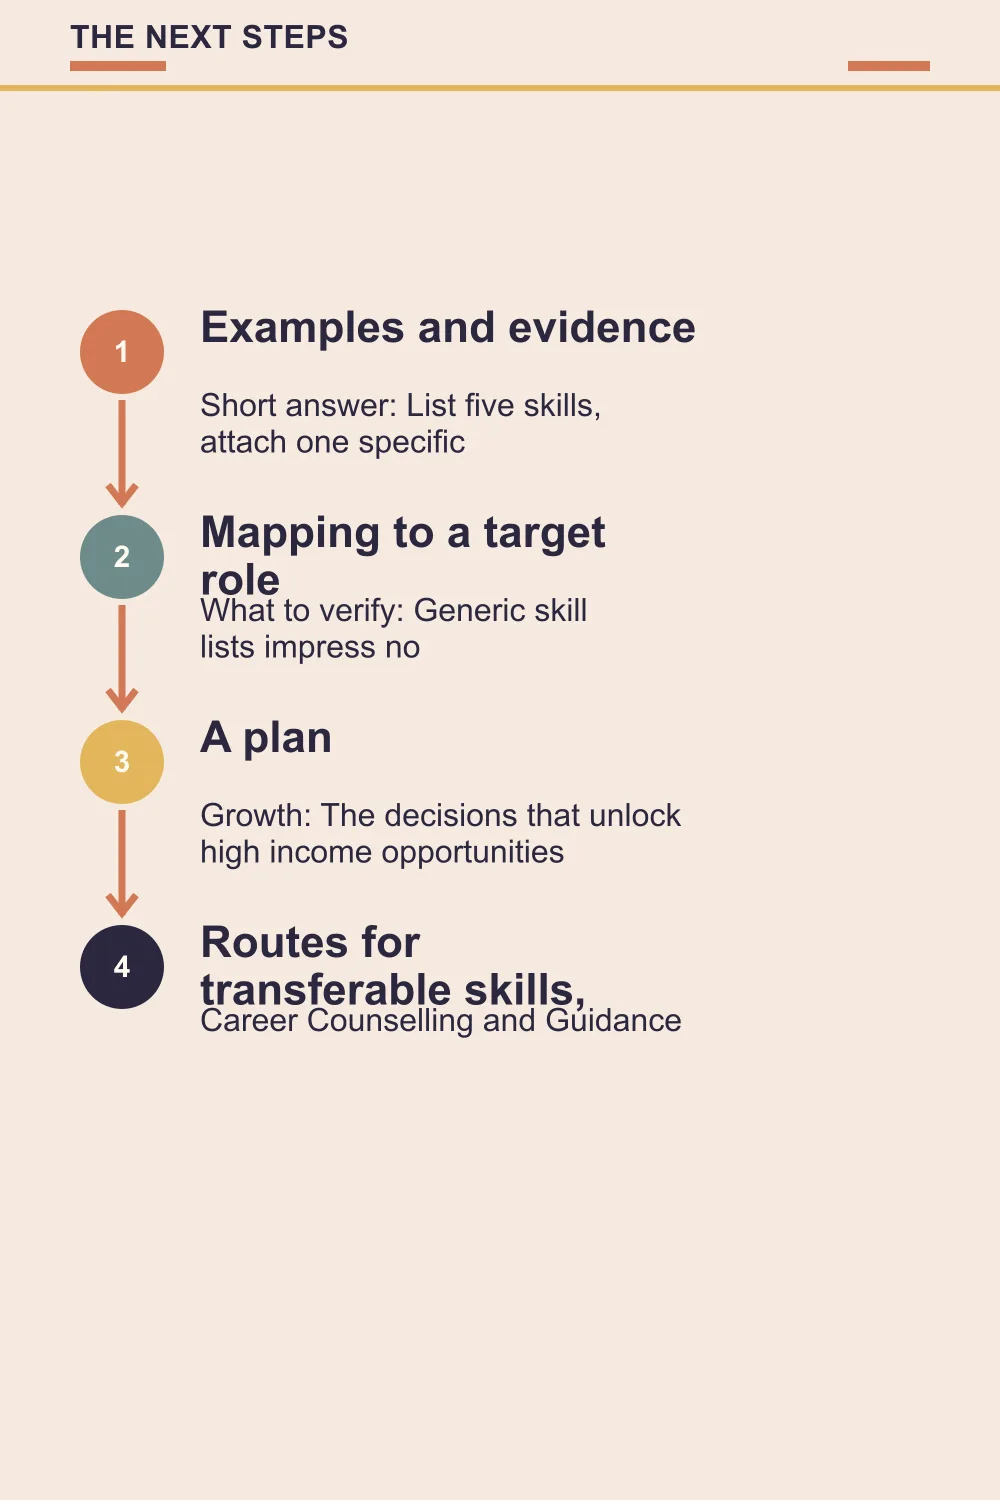 THE NEXT STEPS
1
Examples and evidence
Short answer: List five skills,
attach one specific
2
Mapping to a target
role
What to verify: Generic skill
lists impress no
3
A plan
Growth: The decisions that unlock
high income opportunities
4
Routes for
transferable skills,
Career Counselling and Guidance